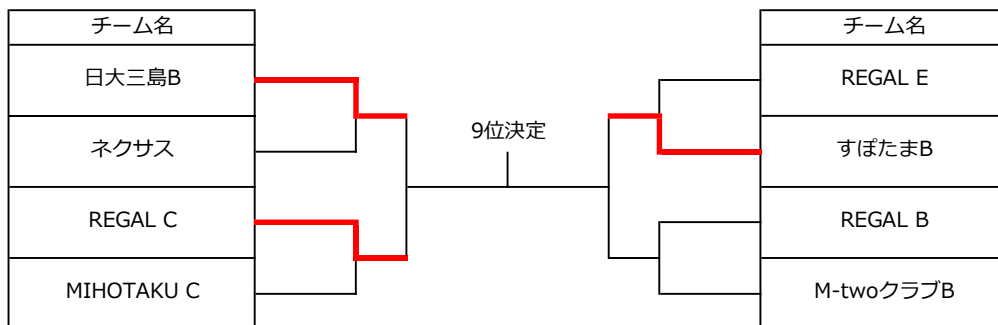 チーム名
日大三島B
ネクサス
REGAL C
MIHOTAKU C
9位決定
チーム名
REGAL E
すぽたまB
REGAL B
M-twoクラブB